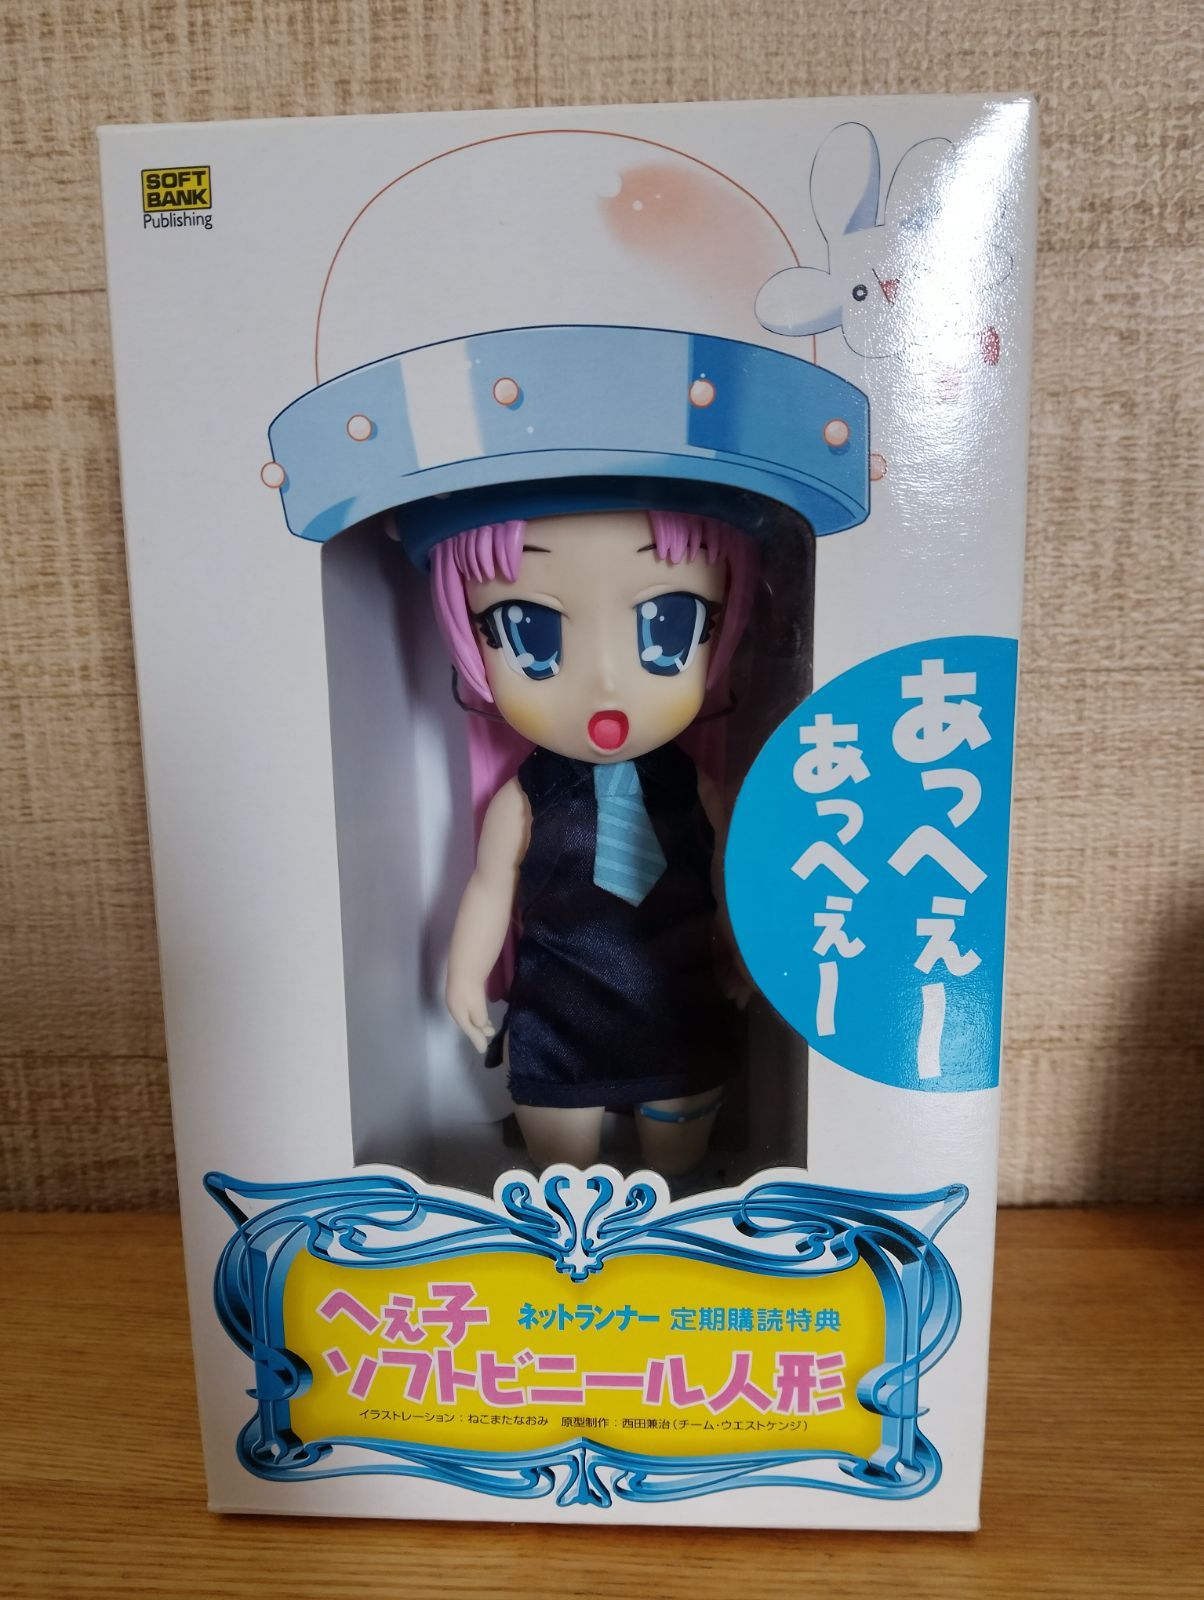 SOFT
BANK
Publishing
あっへぇー
あっへぇー
へぇ子 ネットランナー 定期購読特典
ソフトビニール人形
イラストレーション：ねこまたなおみ 原型制作：西田兼治（チーム・ウエストケンジ）